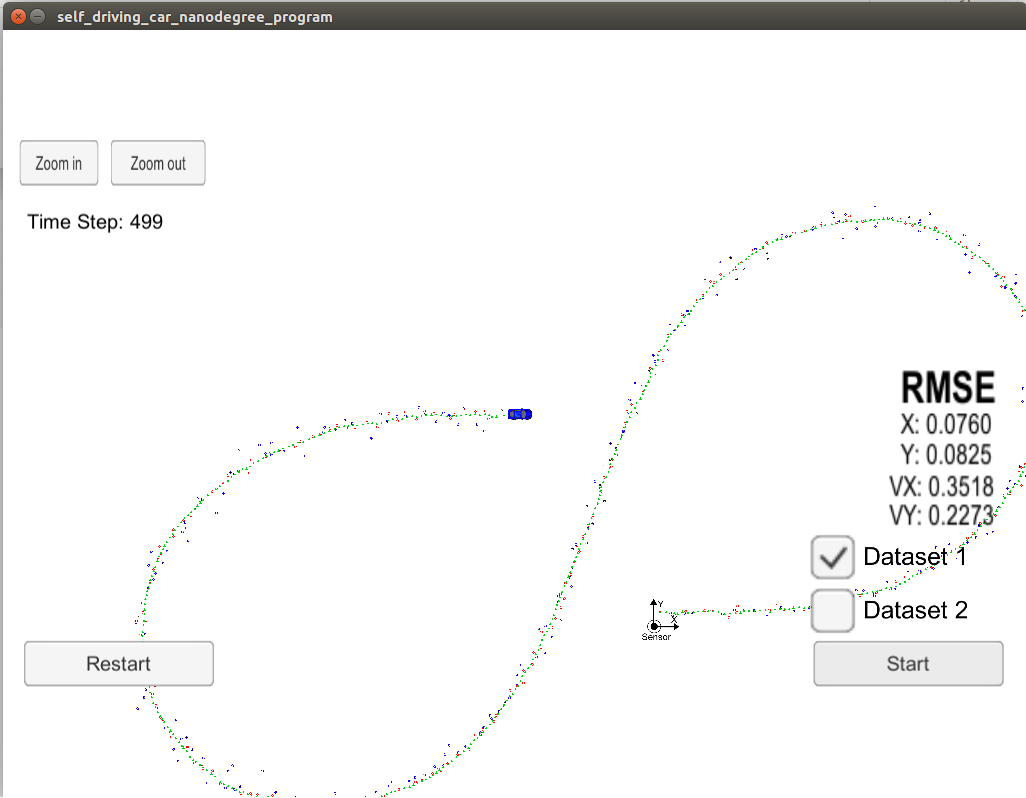 self_driving_car_nanodegree_program
Zoom in
Zoom out
Time Step: 499
RMSE
X: 0.0760
Y: 0.0825
VX: 0.3518
VY: 0.2273
Dataset 1
Dataset 2
Y
X
Sensor
Restart
Start